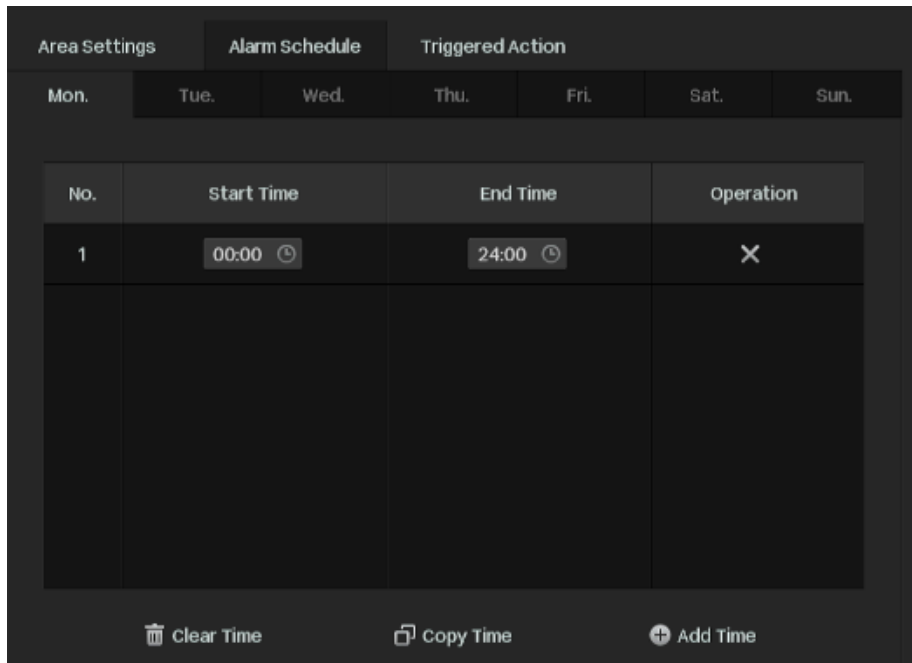 Area Settings Alarm Schedule Triggered Action
Mon. Tue. Wed. Thu. Fri. Sat. Sun.
No. Start Time End Time Operation
1 00:00 24:00
Clear Time Copy Time Add Time